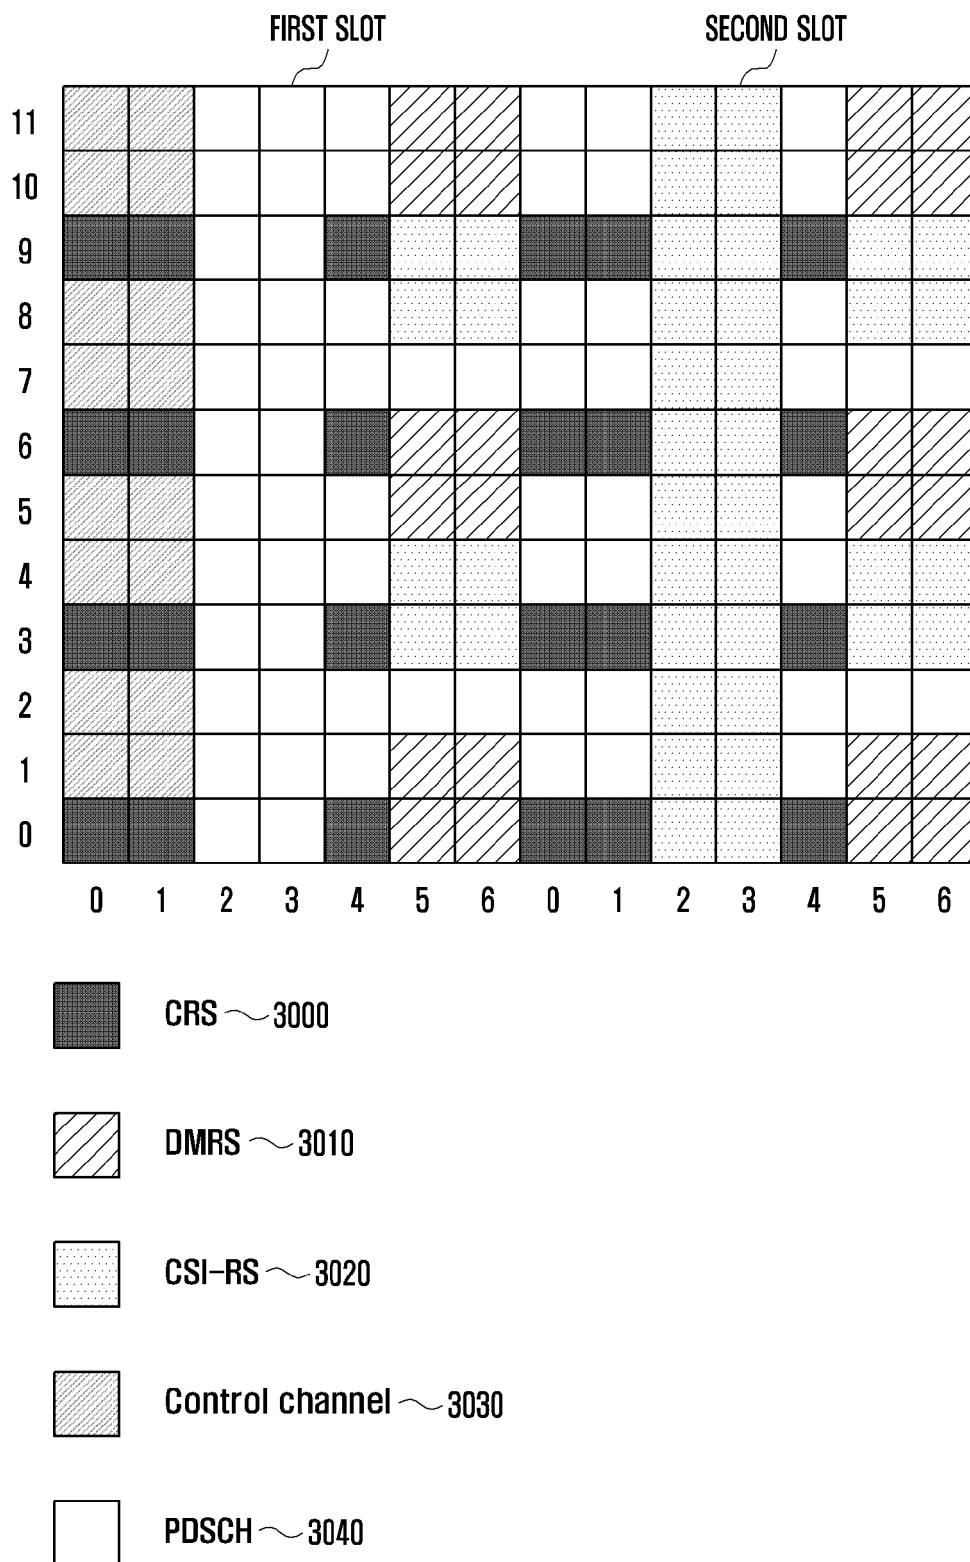 FIRST SLOT SECOND SLOT
11
10
9
8
7
6
5
4
3
2
1
0
0 1 2 3 4 5 6 0 1 2 3 4 5 6
CRS 3000
DMRS 3010
CSI-RS 3020
Control channel 3030
PDSCH 3040